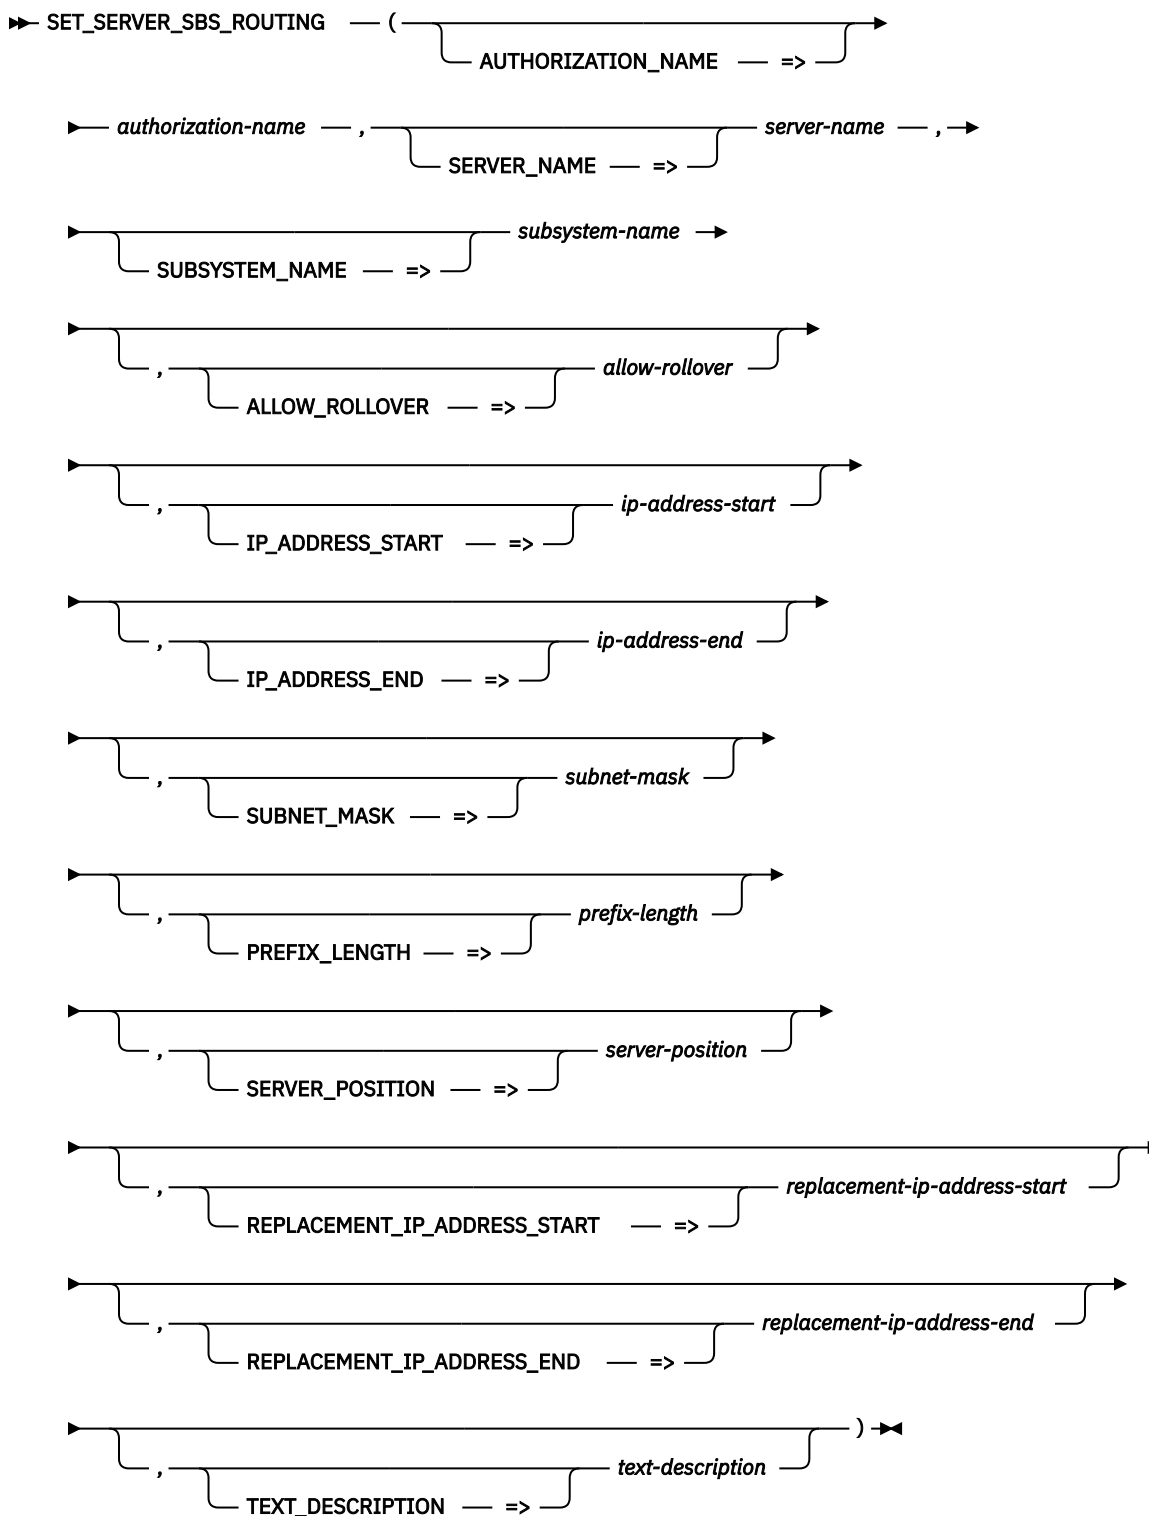 SET_SERVER_SBS_ROUTING (
AUTHORIZATION_NAME =>
authorization-name , server-name ,
SERVER_NAME =>
subsystem-name
SUBSYSTEM_NAME =>
, allow-rollover
ALLOW_ROLLOVER =>
, ip-address-start
IP_ADDRESS_START =>
, ip-address-end
IP_ADDRESS_END =>
, subnet-mask
SUBNET_MASK =>
, prefix-length
PREFIX_LENGTH =>
, server-position
SERVER_POSITION =>
, replacement-ip-address-start
REPLACEMENT_IP_ADDRESS_START =>
, replacement-ip-address-end
REPLACEMENT_IP_ADDRESS_END =>
)
, text-description
TEXT_DESCRIPTION =>